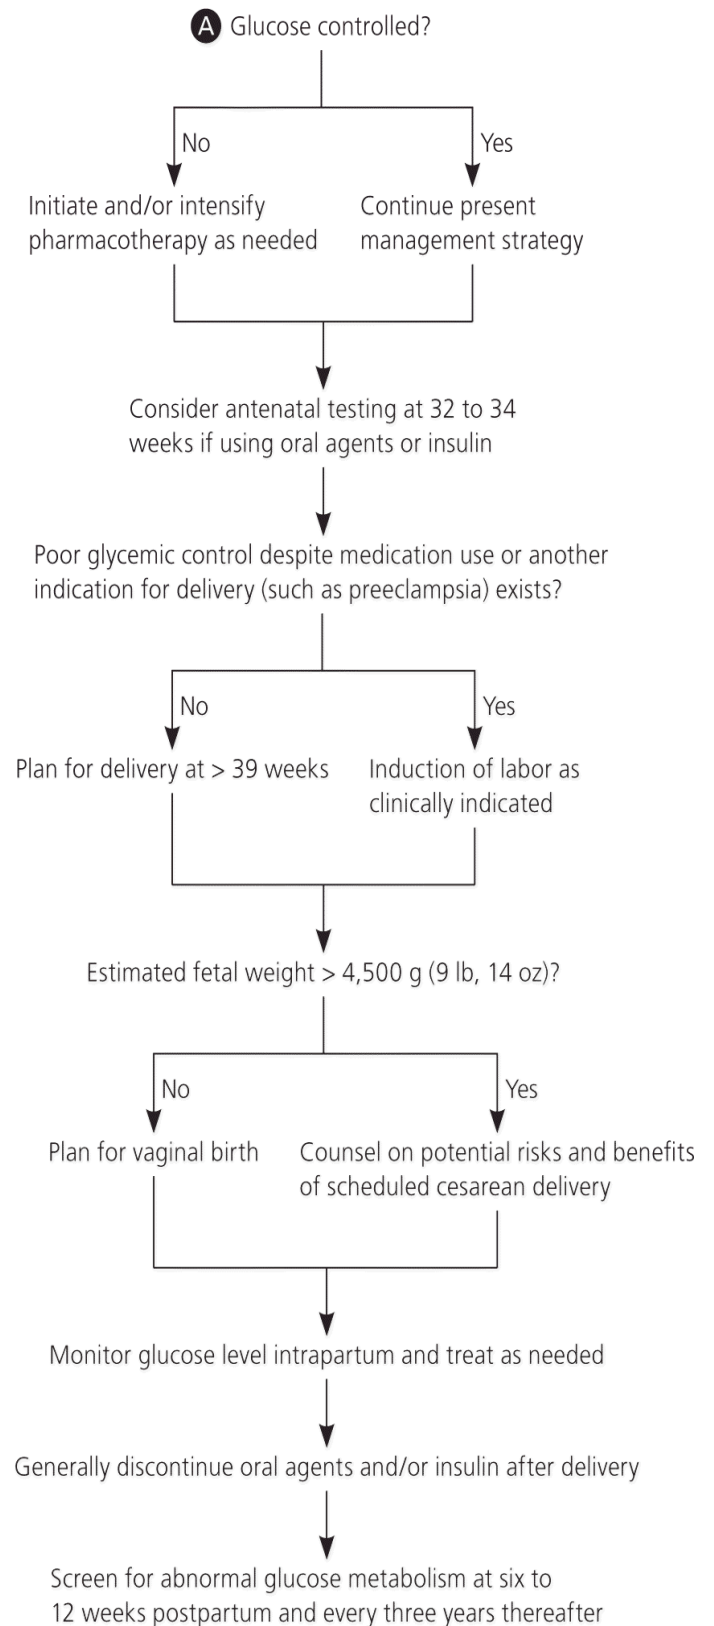 A Glucose controlled?
No
Yes
Initiate and/or intensify
pharmacotherapy as needed
Continue present
management strategy
Consider antenatal testing at 32 to 34
weeks if using oral agents or insulin
Poor glycemic control despite medication use or another
indication for delivery (such as preeclampsia) exists?
No
Yes
Plan for delivery at > 39 weeks
Induction of labor as
clinically indicated
Estimated fetal weight > 4,500 g (9 lb, 14 oz)?
No
Yes
Plan for vaginal birth
Counsel on potential risks and benefits
of scheduled cesarean delivery
Monitor glucose level intrapartum and treat as needed
Generally discontinue oral agents and/or insulin after delivery
Screen for abnormal glucose metabolism at six to
12 weeks postpartum and every three years thereafter